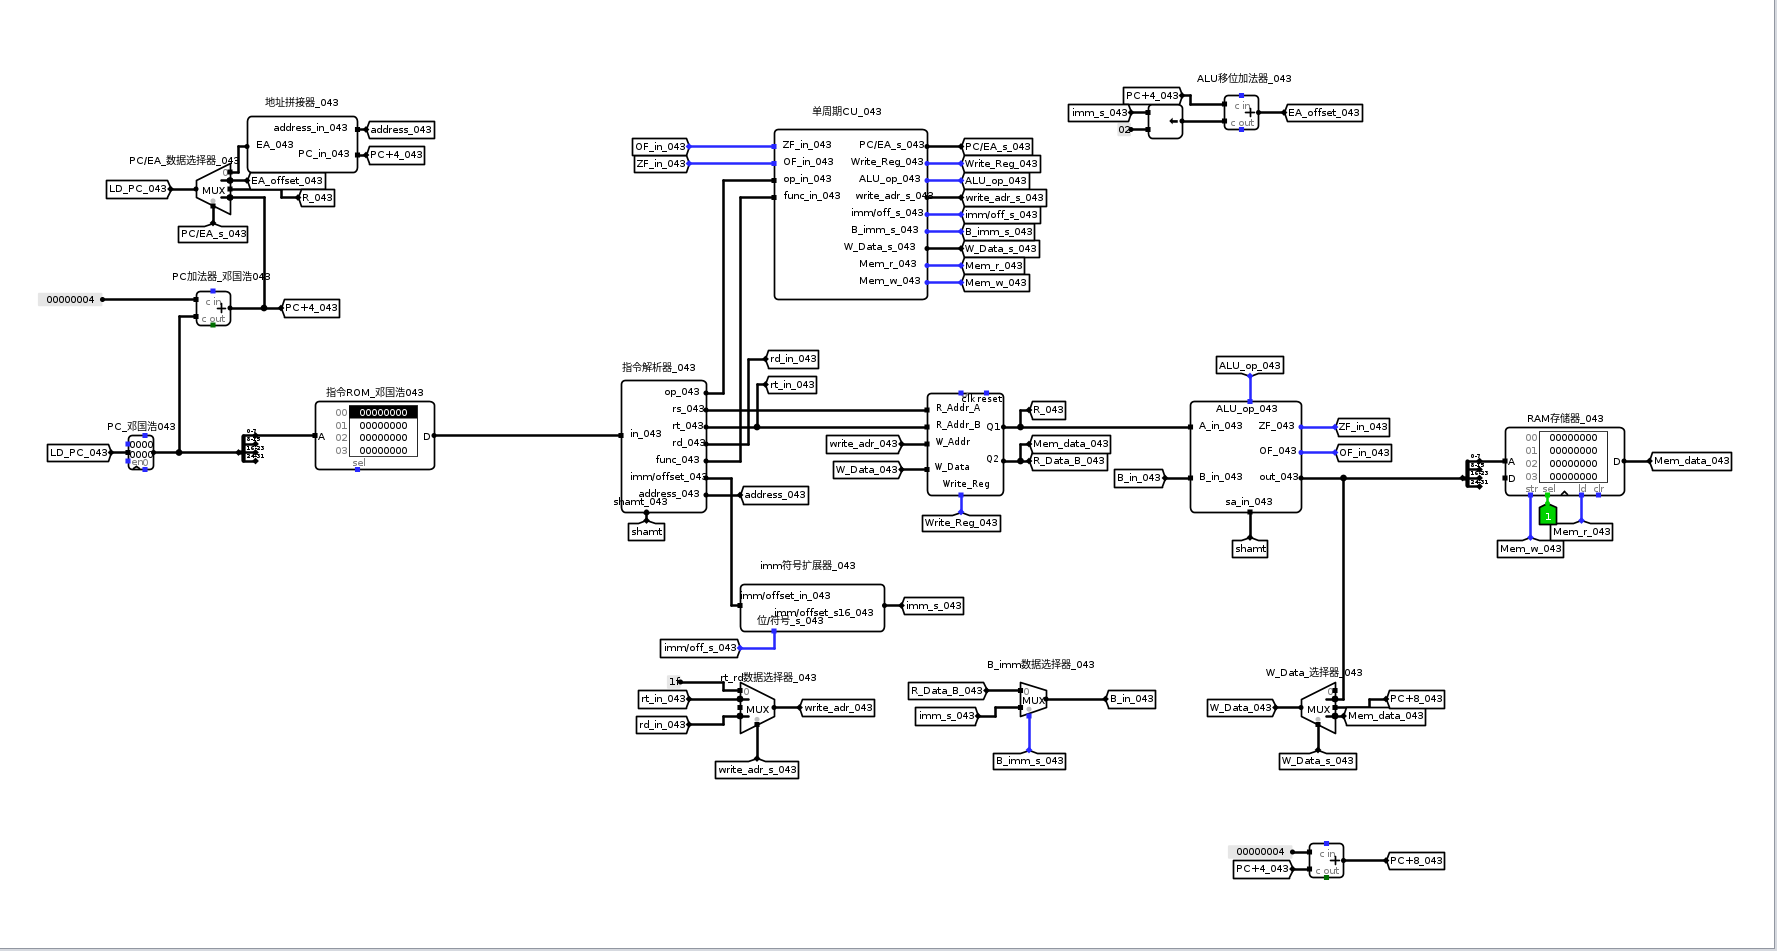 ALU移位加法器_043
PC+4_043
imm_s_043
02
c in
+
c out
EA_offset_043
地址拼接器_043
address_in_043
EA_043
PC_in_043
address_043
PC+4_043
PC/EA_数据选择器_043
LD_PC_043
MUX
0
EA_offset_043
R_043
PC/EA_s_043
单周期CU_043
OF_in_043
ZF_in_043
ZF_in_043
OF_in_043
op_in_043
func_in_043
PC/EA_s_043
Write_Reg_043
ALU_op_043
write_adr_s_043
imm/off_s_043
B_imm_s_043
W_Data_s_043
Mem_r_043
Mem_w_043
PC/EA_s_043
Write_Reg_043
ALU_op_043
write_adr_s_043
imm/off_s_043
B_imm_s_043
W_Data_s_043
Mem_r_043
Mem_w_043
PC加法器_邓国浩043
00000004
c in
+
c out
PC+4_043
PC_邓国浩043
LD_PC_043
0000
0000
en0
指令ROM_邓国浩043
00 00000000
01 00000000
02 00000000
03 00000000
A
D
sel
指令解析器_043
in_043
op_043
rs_043
rt_043
rd_043
func_043
imm/offset_043
address_043
shamt_043
shamt
rd_in_043
rt_in_043
address_043
write_adr_043
W_Data_043
clk reset
R_Addr_A
R_Addr_B
W_Addr
W_Data
Write_Reg
Q1
Q2
Write_Reg_043
R_043
Mem_data_043
R_Data_B_043
B_in_043
ALU_op_043
ALU_op_043
A_in_043
B_in_043
ZF_043
OF_043
out_043
sa_in_043
shamt
ZF_in_043
OF_in_043
RAM存储器_043
00 00000000
01 00000000
02 00000000
03 00000000
A
D
D
str sel ld clr
1
Mem_data_043
Mem_r_043
Mem_w_043
imm符号扩展器_043
imm/offset_in_043
imm/offset_s16_043
位/符号_s_043
imm_s_043
imm/off_s_043
rt_rd数据选择器_043
rt_in_043
rd_in_043
0
MUX
write_adr_043
write_adr_s_043
B_imm数据选择器_043
R_Data_B_043
imm_s_043
0
MUX
B_in_043
B_imm_s_043
W_Data_选择器_043
W_Data_043
MUX
0
PC+8_043
Mem_data_043
W_Data_s_043
00000004
PC+4_043
c in
+
c out
PC+8_043